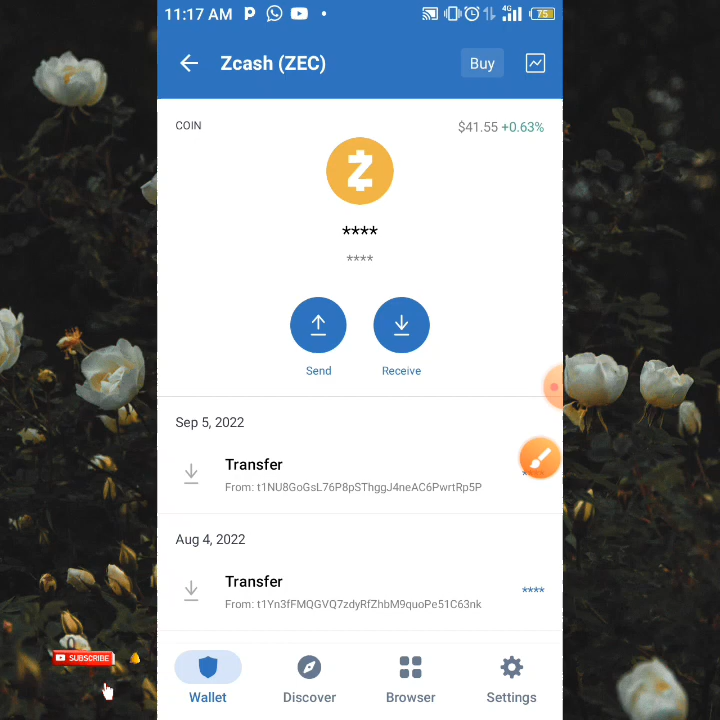 11:17 AM
4G
75
Zcash (ZEC)
Buy
COIN
$41.55 +0.63%
****
****
Send
Receive
Sep 5, 2022
Transfer
From: t1NU8GoGsL76P8pSThggJ4neAC6PwrtRp5P
Aug 4, 2022
Transfer
****
From: t1Yn3fFMQGVQ7zdyRfZhbM9quoPe51C63nk
SUBSCRIBE
Wallet
Discover
Browser
Settings